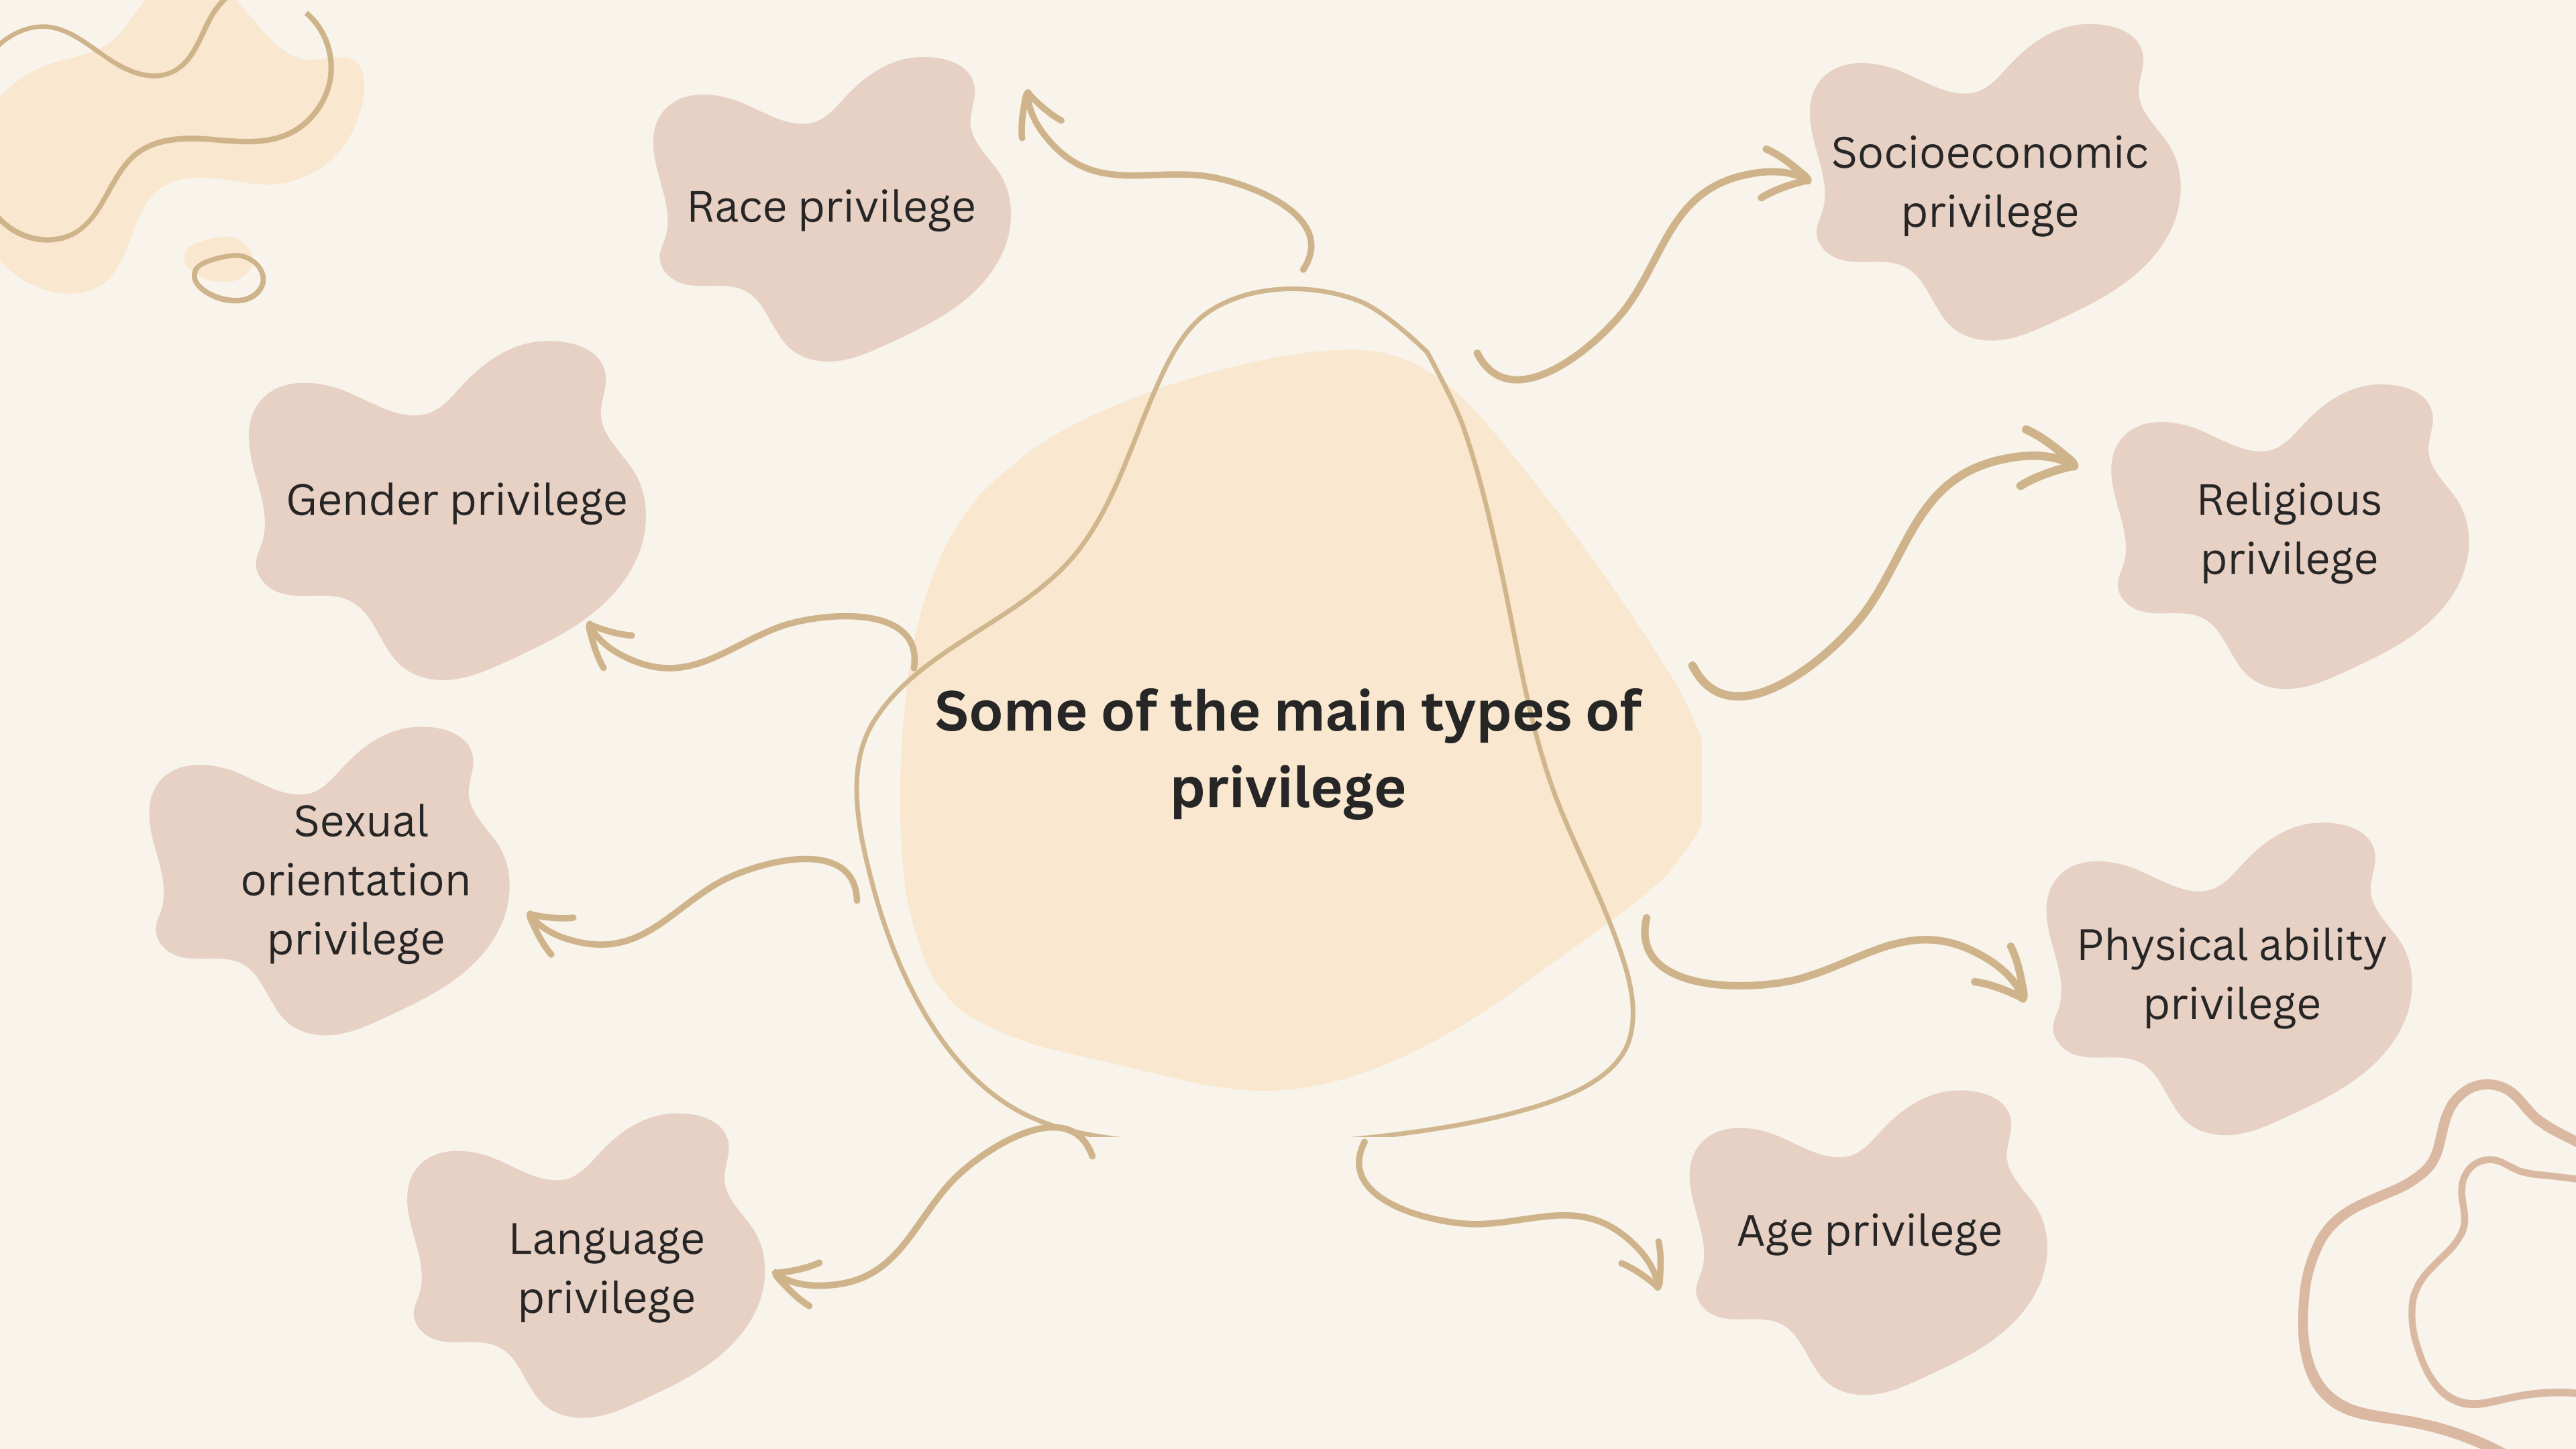 Some of the main types of
privilege
Race privilege
Socioeconomic
privilege
Gender privilege
Religious
privilege
Sexual
orientation
privilege
Physical ability
privilege
Language
privilege
Age privilege